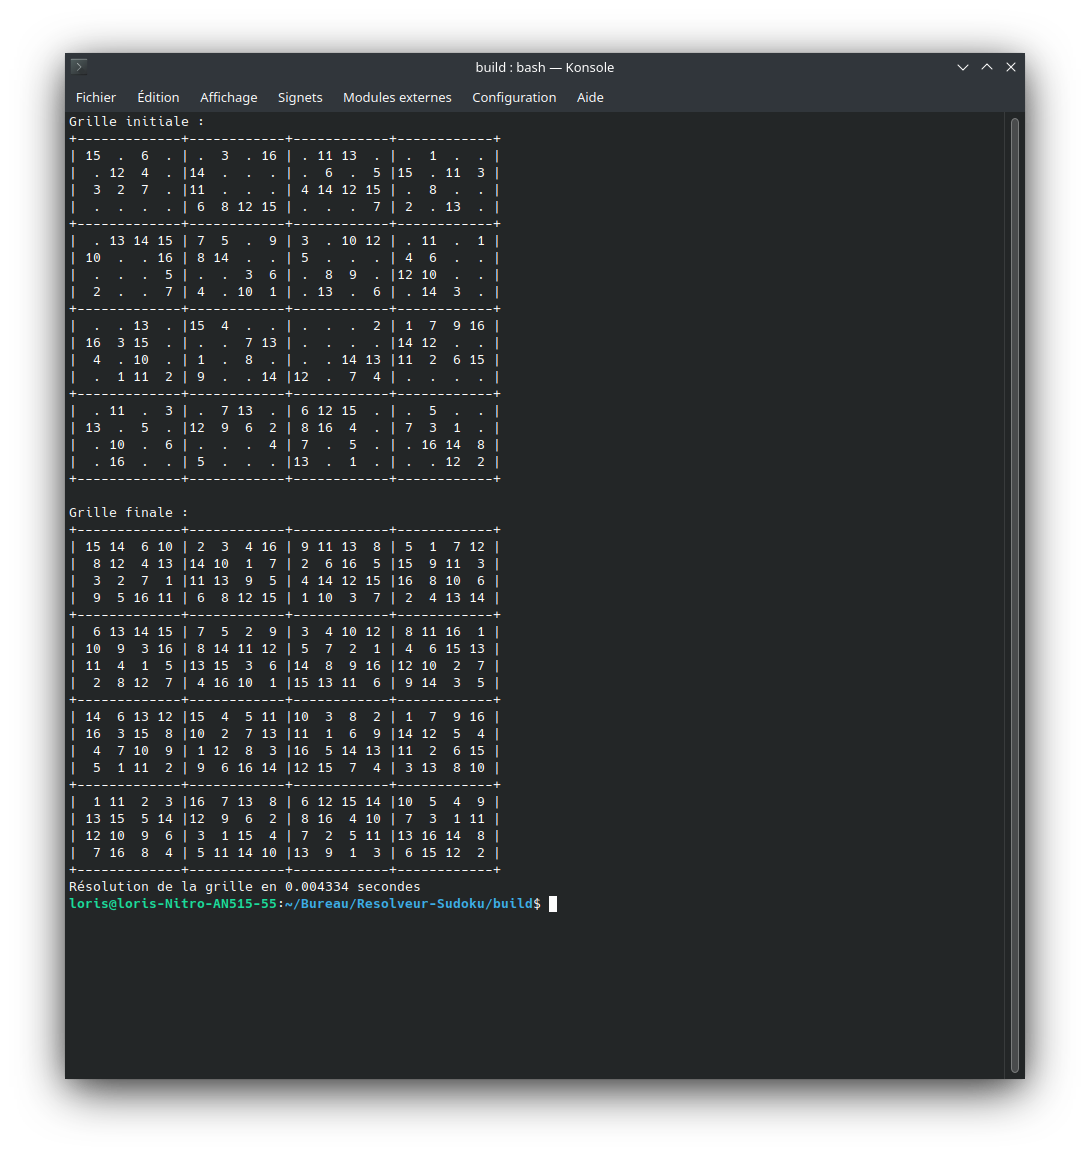 build : bash — Konsole
Fichier Édition Affichage Signets Modules externes Configuration Aide
Grille initiale :
+-------------+------------+------------+------------+
| 15  .  6  . | .  3  . 16 | . 11 13  . | .  1  .  . |
|  . 12  4  . |14  .  .  . | .  6  .  5 |15  . 11  3 |
|  3  2  7  . |11  .  .  . | 4 14 12 15 | .  8  .  . |
|  .  .  .  . | 6  8 12 15 | .  .  .  7 | 2  . 13  . |
+-------------+------------+------------+------------+
|  . 13 14 15 | 7  5  .  9 | 3  . 10 12 | . 11  .  1 |
| 10  .  . 16 | 8 14  .  . | 5  .  .  . | 4  6  .  . |
|  .  .  .  5 | .  .  3  6 | .  8  9  . |12 10  .  . |
|  2  .  .  7 | 4  . 10  1 | . 13  .  6 | . 14  3  . |
+-------------+------------+------------+------------+
|  .  . 13  . |15  4  .  . | .  .  .  2 | 1  7  9 16 |
| 16  3 15  . | .  .  7 13 | .  .  .  . |14 12  .  . |
|  4  . 10  . | 1  .  8  . | .  . 14 13 |11  2  6 15 |
|  .  1 11  2 | 9  .  . 14 |12  .  7  4 | .  .  .  . |
+-------------+------------+------------+------------+
|  . 11  .  3 | .  7 13  . | 6 12 15  . | .  5  .  . |
| 13  .  5  . |12  9  6  2 | 8 16  4  . | 7  3  1  . |
|  . 10  .  6 | .  .  .  4 | 7  .  5  . | . 16 14  8 |
|  . 16  .  . | 5  .  .  . |13  .  1  . | .  . 12  2 |
+-------------+------------+------------+------------+
Grille finale :
+-------------+------------+------------+------------+
| 15 14  6 10 | 2  3  4 16 | 9 11 13  8 | 5  1  7 12 |
|  8 12  4 13 |14 10  1  7 | 2  6 16  5 |15  9 11  3 |
|  3  2  7  1 |11 13  9  5 | 4 14 12 15 |16  8 10  6 |
|  9  5 16 11 | 6  8 12 15 | 1 10  3  7 | 2  4 13 14 |
+-------------+------------+------------+------------+
|  6 13 14 15 | 7  5  2  9 | 3  4 10 12 | 8 11 16  1 |
| 10  9  3 16 | 8 14 11 12 | 5  7  2  1 | 4  6 15 13 |
| 11  4  1  5 |13 15  3  6 |14  8  9 16 |12 10  2  7 |
|  2  8 12  7 | 4 16 10  1 |15 13 11  6 | 9 14  3  5 |
+-------------+------------+------------+------------+
| 14  6 13 12 |15  4  5 11 |10  3  8  2 | 1  7  9 16 |
| 16  3 15  8 |10  2  7 13 |11  1  6  9 |14 12  5  4 |
|  4  7 10  9 | 1 12  8  3 |16  5 14 13 |11  2  6 15 |
|  5  1 11  2 | 9  6 16 14 |12 15  7  4 | 3 13  8 10 |
+-------------+------------+------------+------------+
|  1 11  2  3 |16  7 13  8 | 6 12 15 14 |10  5  4  9 |
| 13 15  5 14 |12  9  6  2 | 8 16  4 10 | 7  3  1 11 |
| 12 10  9  6 | 3  1 15  4 | 7  2  5 11 |13 16 14  8 |
|  7 16  8  4 | 5 11 14 10 |13  9  1  3 | 6 15 12  2 |
+-------------+------------+------------+------------+
Résolution de la grille en 0.004334 secondes
loris@loris-Nitro-AN515-55:~/Bureau/Resolveur-Sudoku/build$